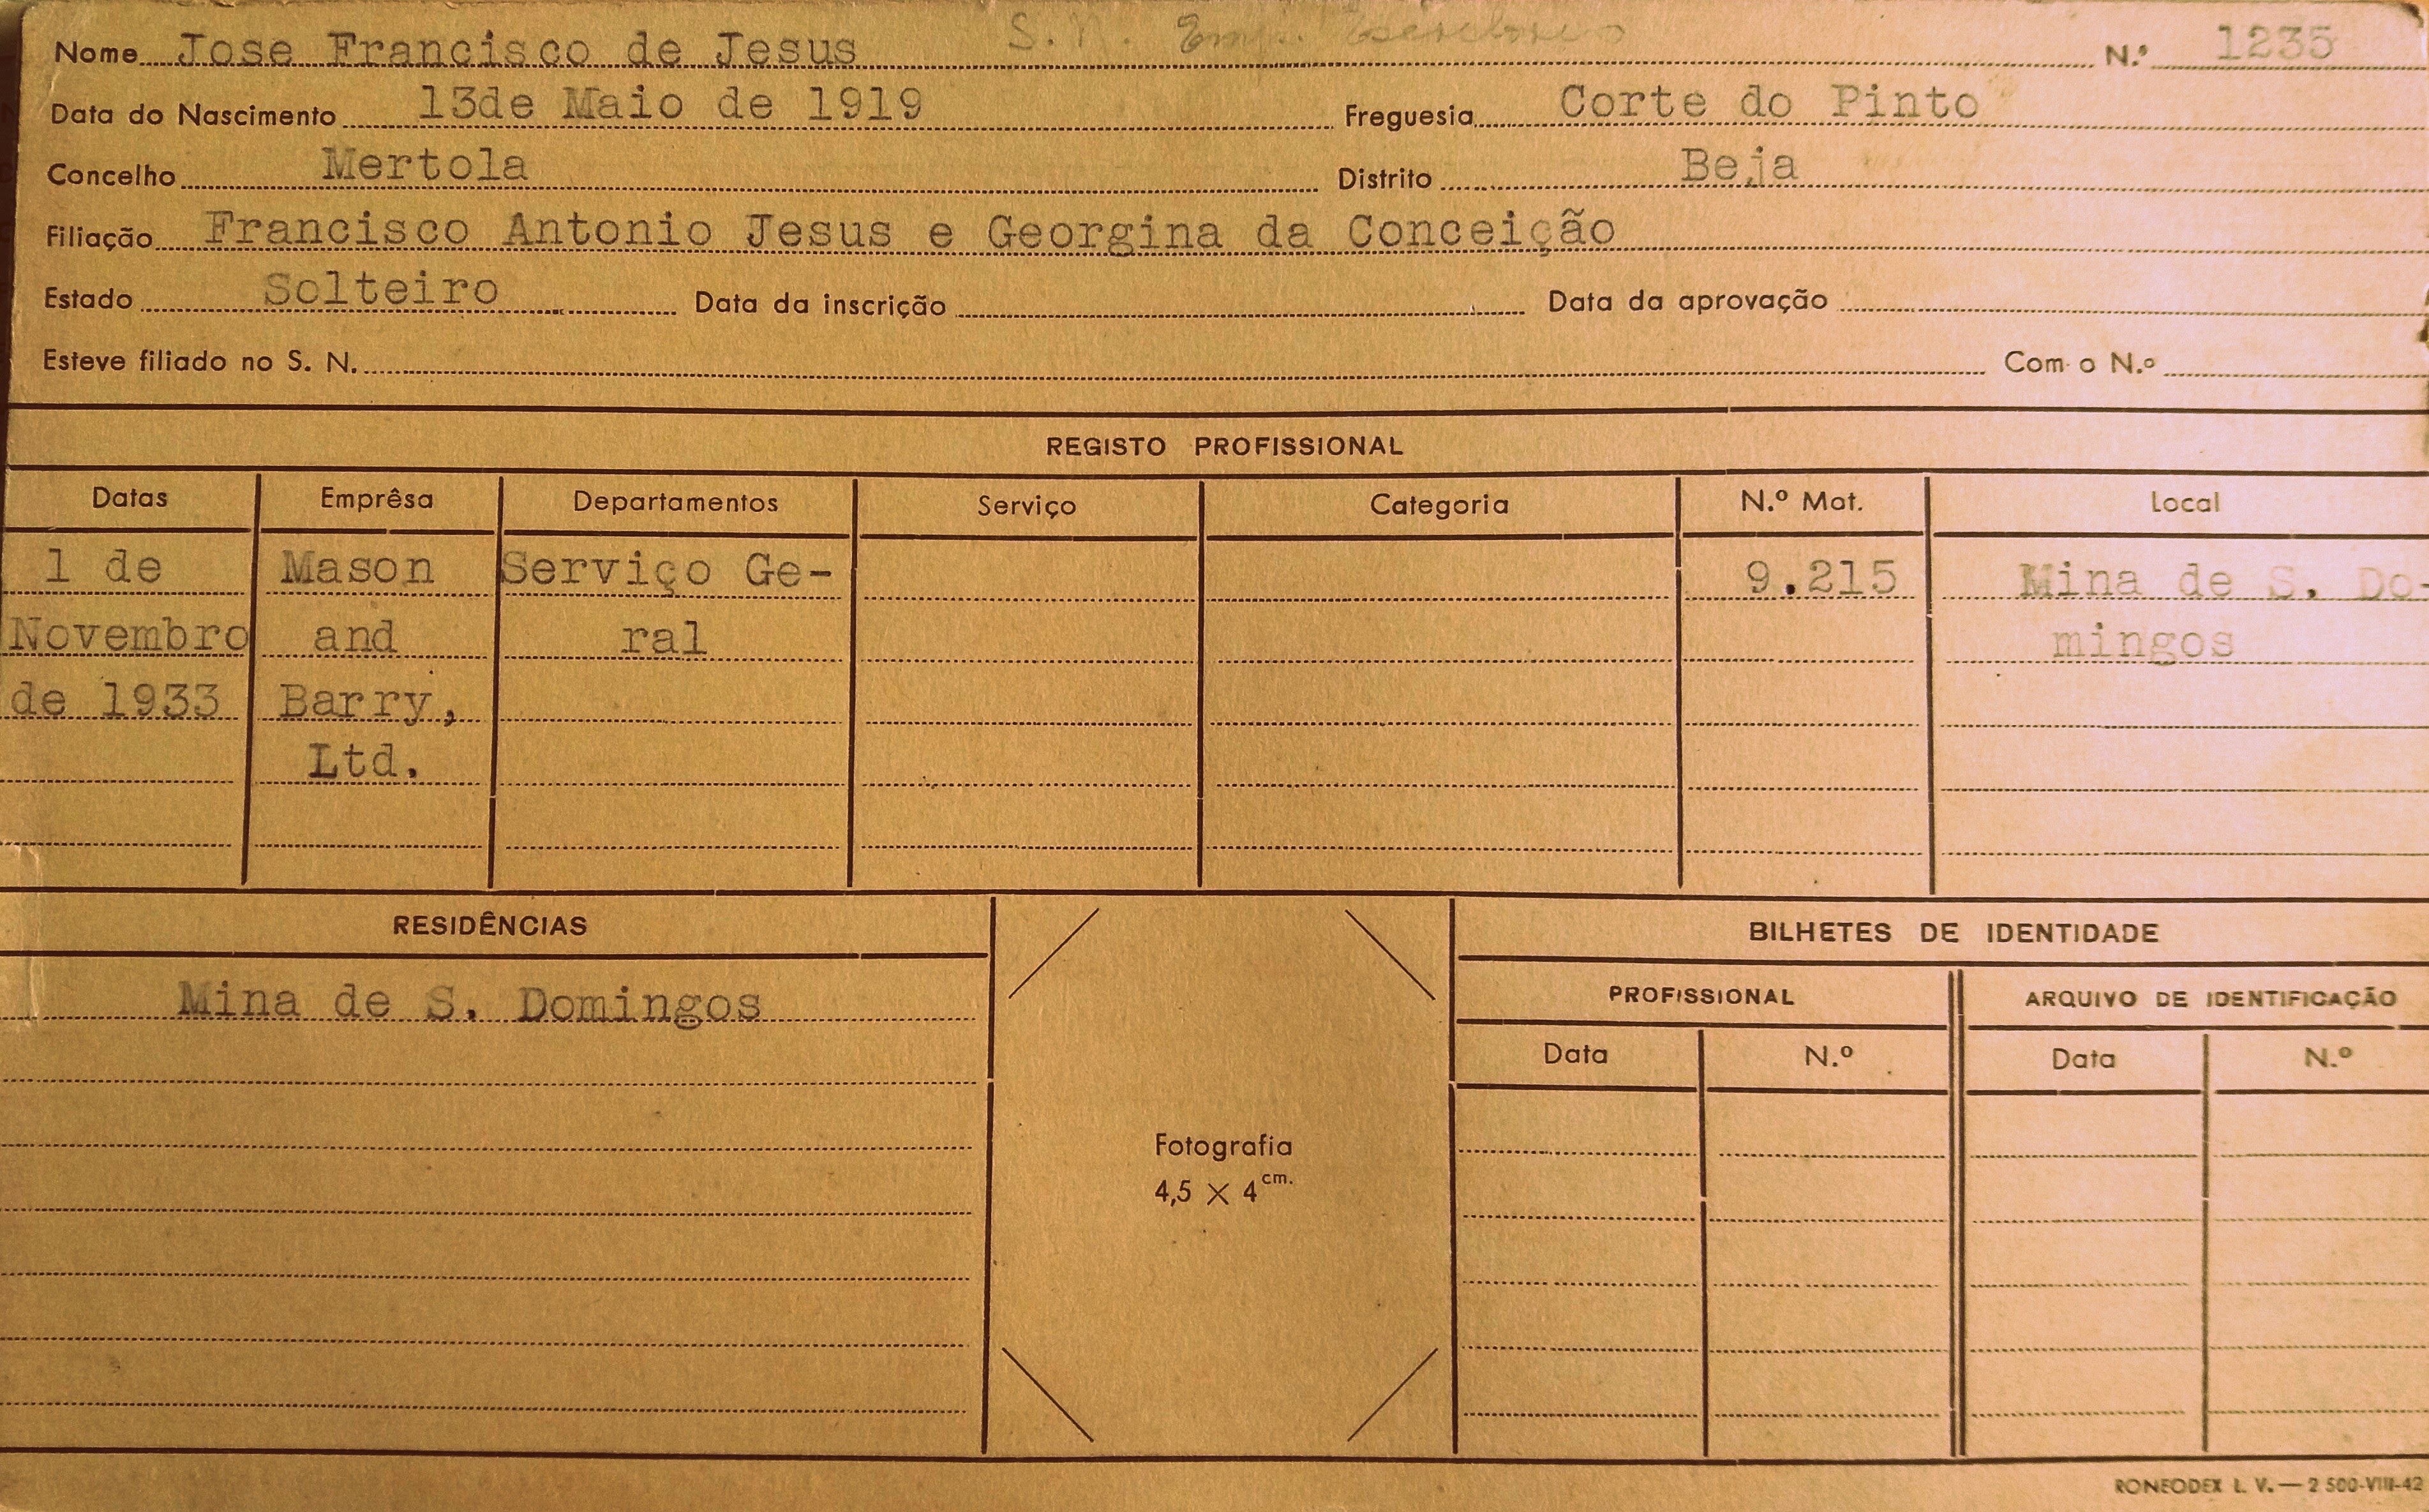 Nome Jose Francisco de Jesus S. N. Emp. N.º 1235
Data do Nascimento 13de Maio de 1919 Freguesia Corte do Pinto
Concelho Mertola Distrito Beja
Filiação Francisco Antonio Jesus e Georgina da Conceição
Estado Solteiro Data da inscrição Data da aprovação
Esteve filiado no S. N. Com o N.º
REGISTO PROFISSIONAL
Datas Emprêsa Departamentos Serviço Categoria N.º Mat. Local
1 de Mason Serviço Ge- 9.215 Mina de S. Do-
Novembro and ral mingos
de 1933 Barry,
Ltd.
RESIDÊNCIAS BILHETES DE IDENTIDADE
PROFISSIONAL ARQUIVO DE IDENTIFICAÇÃO
Mina de S. Domingos
Data N.º Data N.º
Fotografia
4,5 × 4 cm.
RONEODEX L. V. — 2 500-VIII-42